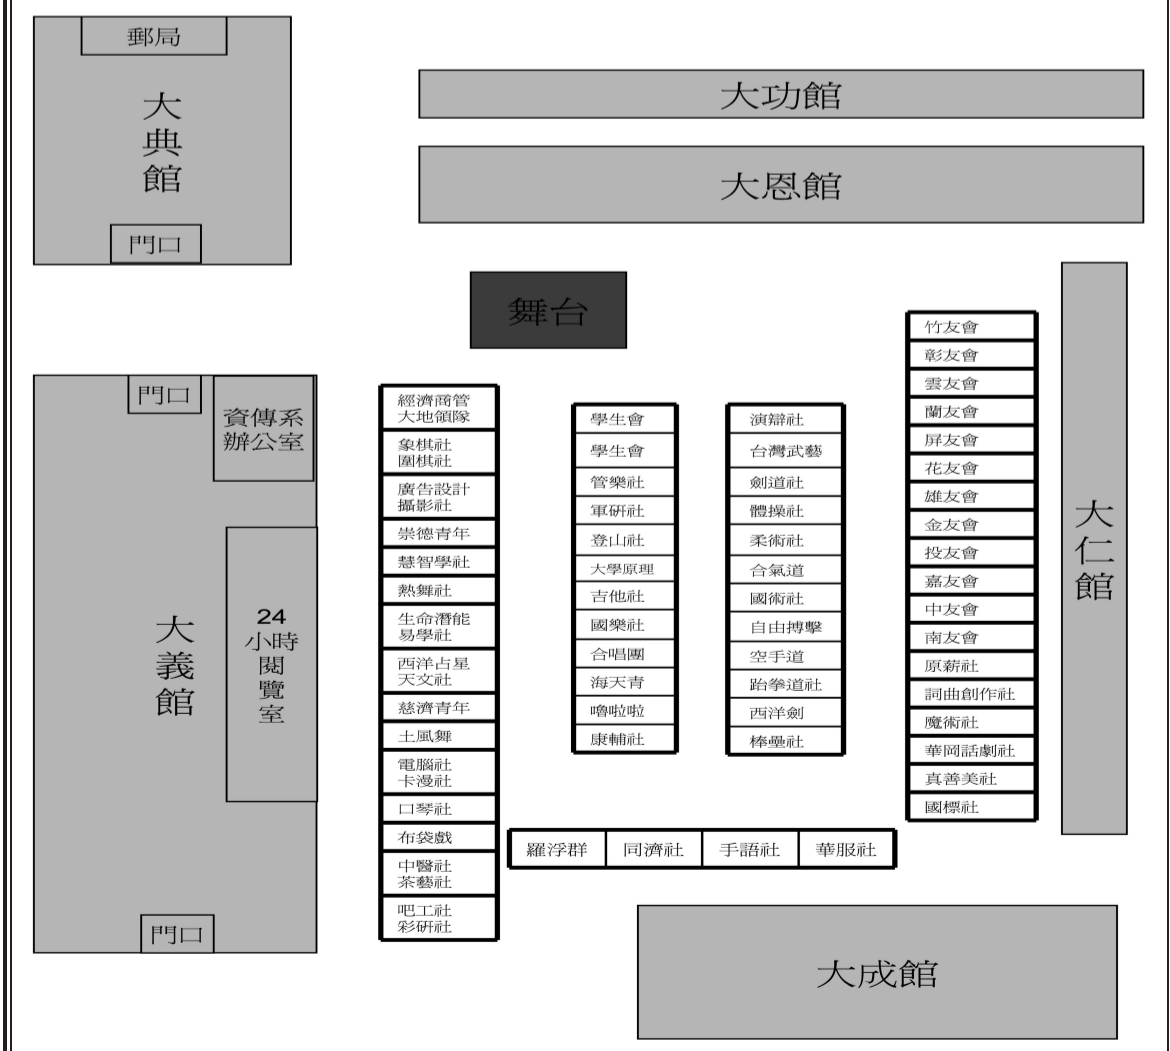 郵局
大典館
門口
大功館
大恩館
舞台
門口
資傳系
辦公室
24
小時
閱
覽
室
大義館
門口
經濟商管
大地領隊
象棋社
圍棋社
廣告設計
攝影社
崇德青年
慧智學社
熱舞社
生命潛能
易學社
西洋占星
天文社
慈濟青年
土風舞
電腦社
卡漫社
口琴社
布袋戲
中醫社
茶藝社
吧工社
彩研社
學生會
學生會
管樂社
軍研社
登山社
大學原理
吉他社
國樂社
合唱團
海天青
嚕啦啦
康輔社
演辯社
台灣武藝
劍道社
體操社
柔術社
合氣道
國術社
自由搏擊
空手道
跆拳道社
西洋劍
棒壘社
竹友會
彰友會
雲友會
蘭友會
屏友會
花友會
雄友會
金友會
投友會
嘉友會
中友會
南友會
原薪社
詞曲創作社
魔術社
華岡話劇社
真善美社
國標社
羅浮群
同濟社
手語社
華服社
大仁館
大成館